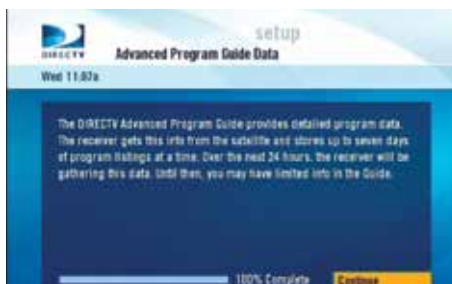 setup
DIRECTV
Advanced Program Guide Data
Wed 11:07a
The DIRECTV Advanced Program Guide provides detailed program data.
The receiver gets this info from the satellite and stores up to seven days
of program listings at a time. Over the next 24 hours, the receiver will be
gathering this data. Until then, you may have limited info in the Guide.
100% Complete
Continue